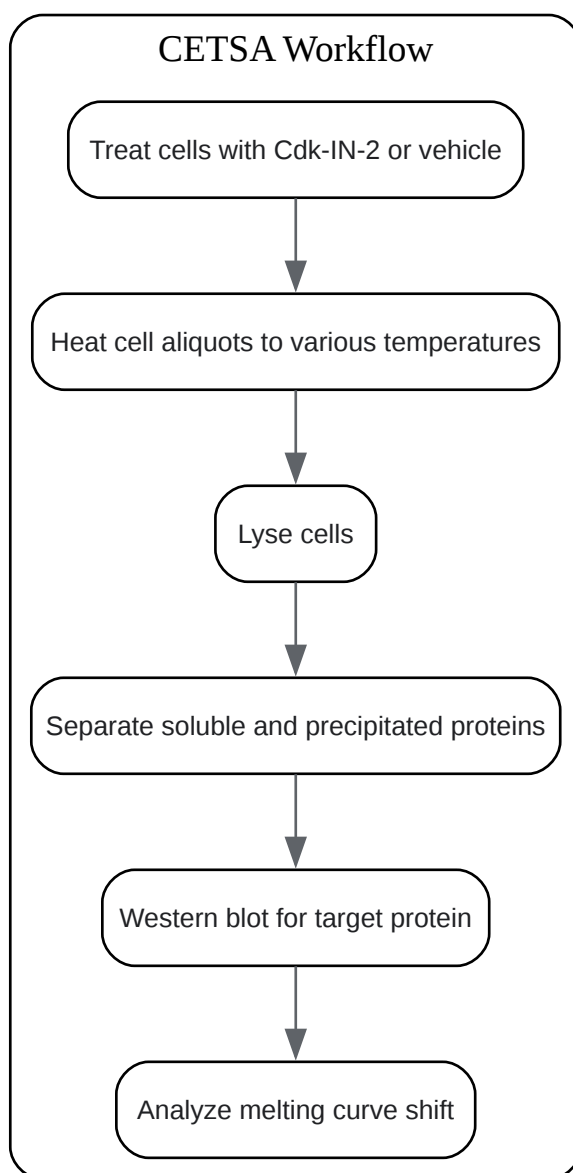 CETSA Workflow
Treat cells with Cdk-IN-2 or vehicle
Heat cell aliquots to various temperatures
Lyse cells
Separate soluble and precipitated proteins
Western blot for target protein
Analyze melting curve shift